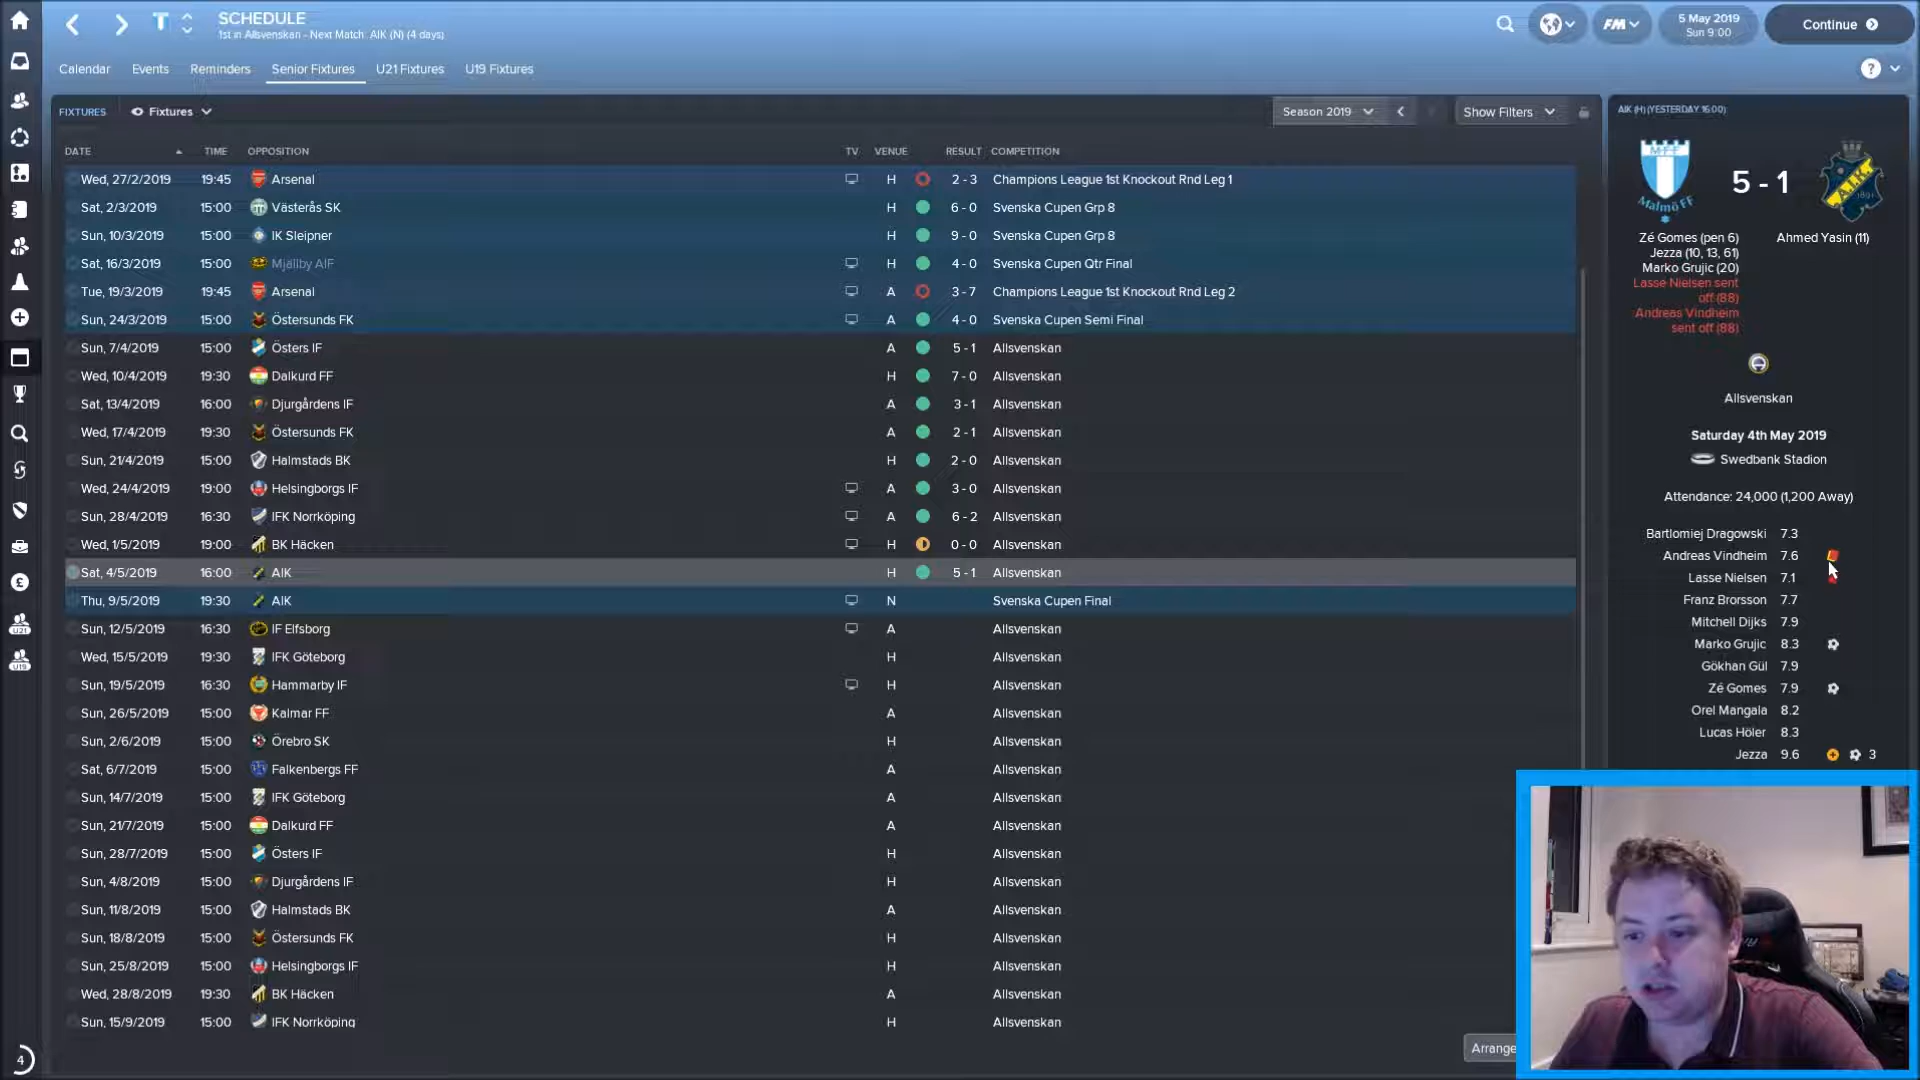 SCHEDULE
1st in Allsvenskan - Next Match: AIK (N) (4 days)
FM
5 May 2019
Sun 9:00
Continue
Calendar Events Reminders Senior Fixtures U21 Fixtures U19 Fixtures
?
FIXTURES Fixtures Season 2019 Show Filters
DATE TIME OPPOSITION TV VENUE RESULT COMPETITION
Wed, 27/2/2019 19:45 Arsenal H 2 - 3 Champions League 1st Knockout Rnd Leg 1
Sat, 2/3/2019 15:00 Västerås SK H 6 - 0 Svenska Cupen Grp 8
Sun, 10/3/2019 15:00 IK Sleipner H 9 - 0 Svenska Cupen Grp 8
Sat, 16/3/2019 15:00 Mjällby AIF H 4 - 0 Svenska Cupen Qtr Final
Tue, 19/3/2019 19:45 Arsenal A 3 - 7 Champions League 1st Knockout Rnd Leg 2
Sun, 24/3/2019 15:00 Östersunds FK A 4 - 0 Svenska Cupen Semi Final
Sun, 7/4/2019 15:00 Östers IF A 5 - 1 Allsvenskan
Wed, 10/4/2019 19:30 Dalkurd FF H 7 - 0 Allsvenskan
Sat, 13/4/2019 16:00 Djurgårdens IF A 3 - 1 Allsvenskan
Wed, 17/4/2019 19:30 Östersunds FK A 2 - 1 Allsvenskan
Sun, 21/4/2019 15:00 Halmstads BK H 2 - 0 Allsvenskan
Wed, 24/4/2019 19:00 Helsingborgs IF A 3 - 0 Allsvenskan
Sun, 28/4/2019 16:30 IFK Norrköping A 6 - 2 Allsvenskan
Wed, 1/5/2019 19:00 BK Häcken H 0 - 0 Allsvenskan
Sat, 4/5/2019 16:00 AIK H 5 - 1 Allsvenskan
Thu, 9/5/2019 19:30 AIK N Svenska Cupen Final
Sun, 12/5/2019 16:30 IF Elfsborg A Allsvenskan
Wed, 15/5/2019 19:30 IFK Göteborg H Allsvenskan
Sun, 19/5/2019 16:30 Hammarby IF H Allsvenskan
Sun, 26/5/2019 15:00 Kalmar FF A Allsvenskan
Sun, 2/6/2019 15:00 Örebro SK H Allsvenskan
Sat, 6/7/2019 15:00 Falkenbergs FF A Allsvenskan
Sun, 14/7/2019 15:00 IFK Göteborg A Allsvenskan
Sun, 21/7/2019 15:00 Dalkurd FF A Allsvenskan
Sun, 28/7/2019 15:00 Östers IF H Allsvenskan
Sun, 4/8/2019 15:00 Djurgårdens IF H Allsvenskan
Sun, 11/8/2019 15:00 Halmstads BK A Allsvenskan
Sun, 18/8/2019 15:00 Östersunds FK H Allsvenskan
Sun, 25/8/2019 15:00 Helsingborgs IF H Allsvenskan
Wed, 28/8/2019 19:30 BK Häcken A Allsvenskan
Sun, 15/9/2019 15:00 IFK Norrköping H Allsvenskan
Arrange
U21
U19
4
AIK (H) (YESTERDAY 16:00)
MFF
Malmö FF
5 - 1
A.I.K.
1891
Zé Gomes (pen 6) Ahmed Yasin (11)
Jezza (10, 13, 61)
Marko Grujic (20)
Lasse Nielsen sent
off (88)
Andreas Vindheim
sent off (88)
Allsvenskan
Saturday 4th May 2019
Swedbank Stadion
Attendance: 24,000 (1,200 Away)
Bartlomiej Dragowski 7.3
Andreas Vindheim 7.6
Lasse Nielsen 7.1
Franz Brorsson 7.7
Mitchell Dijks 7.9
Marko Grujic 8.3
Gökhan Gül 7.9
Zé Gomes 7.9
Orel Mangala 8.2
Lucas Höler 8.3
Jezza 9.6 3